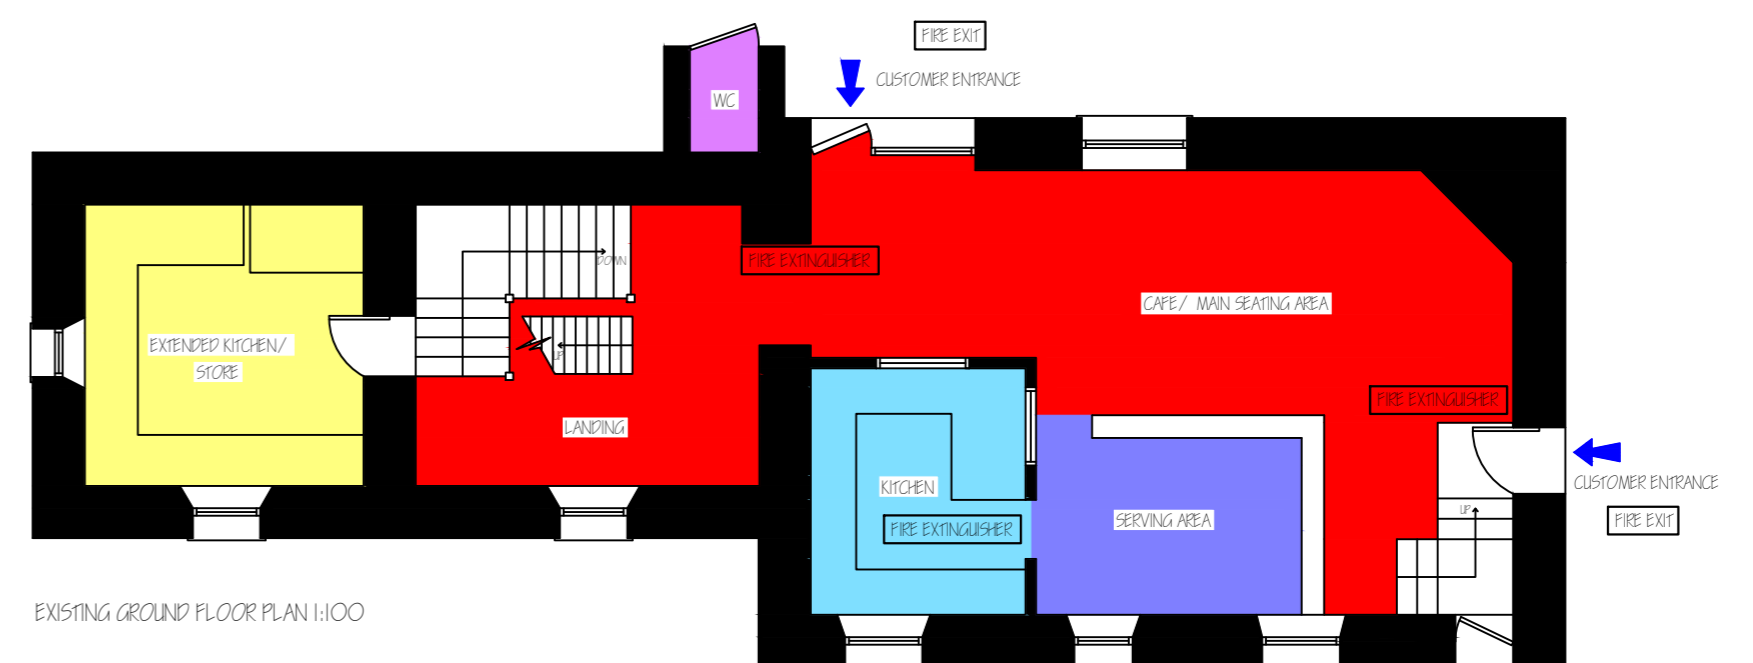 FIRE EXIT
CUSTOMER ENTRANCE
WC
DOWN
FIRE EXTINGUISHER
CAFE/ MAIN SEATING AREA
EXTENDED KITCHEN/
STORE
UP
FIRE EXTINGUISHER
LANDING
KITCHEN
FIRE EXTINGUISHER
SERVING AREA
UP
CUSTOMER ENTRANCE
FIRE EXIT
EXISTING GROUND FLOOR PLAN 1:100